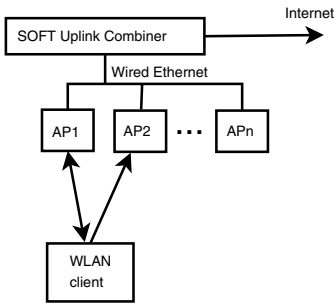 Internet
SOFT Uplink Combiner
Wired Ethernet
AP1 AP2 ... APn
WLAN
client